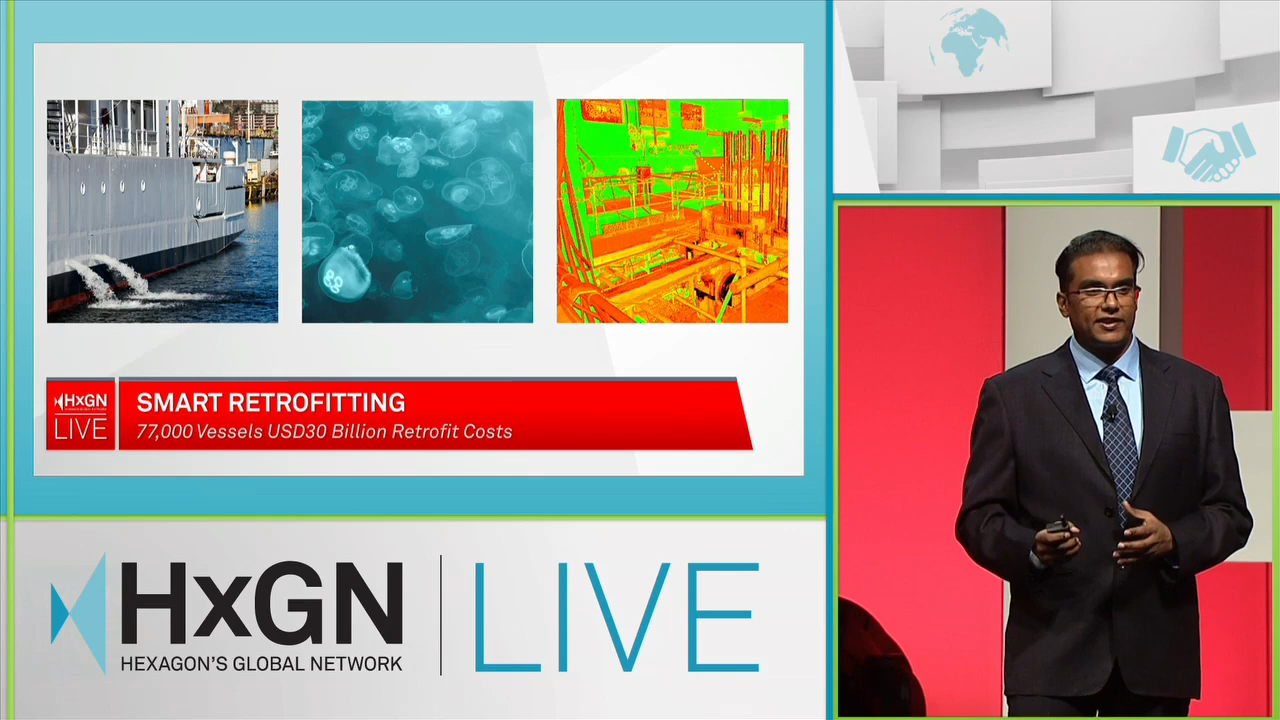 HxGN
LIVE
SMART RETROFITTING
77,000 Vessels USD30 Billion Retrofit Costs
HxGN LIVE
HEXAGON'S GLOBAL NETWORK